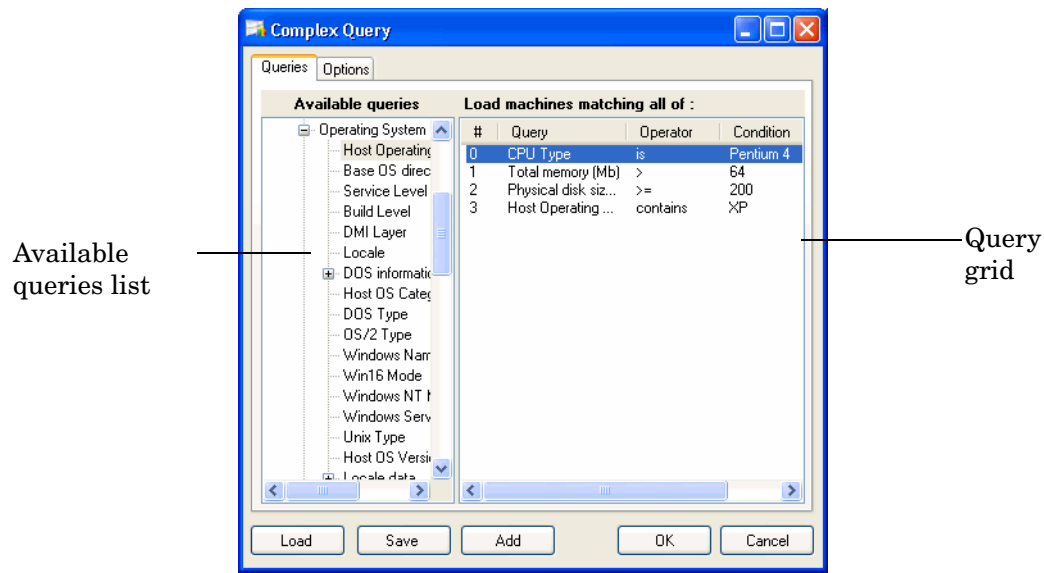 Complex Query
Queries Options
Available queries
Load machines matching all of :
Operating System
Host Operating
Base OS direc
Service Level
Build Level
DMI Layer
Locale
DOS informatic
Host OS Categ
DOS Type
OS/2 Type
Windows Nam
Win16 Mode
Windows NT
Windows Serv
Unix Type
Host OS Versi
Locale data
# Query Operator Condition
0 CPU Type is Pentium 4
1 Total memory (Mb) > 64
2 Physical disk siz... >= 200
3 Host Operating ... contains XP
Load Save Add OK Cancel
Available
queries list
Query
grid